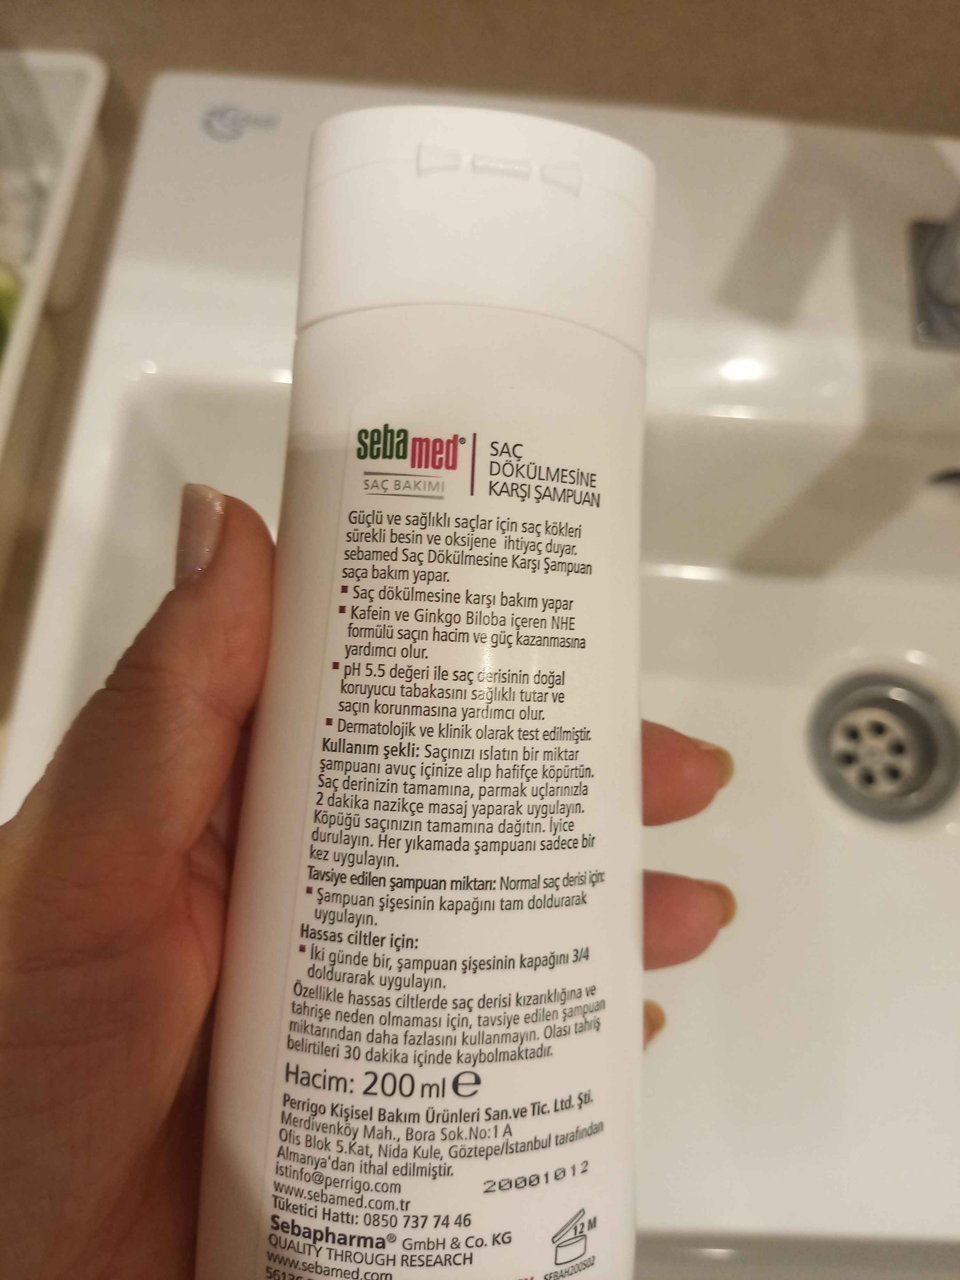 sebamed®
SAÇ BAKIMI
SAÇ
DÖKÜLMESİNE
KARŞI ŞAMPUAN
Güçlü ve sağlıklı saçlar için saç kökleri
sürekli besin ve oksijene ihtiyaç duyar.
sebamed Saç Dökülmesine Karşı Şampuan
saça bakım yapar.
▪ Saç dökülmesine karşı bakım yapar
▪ Kafein ve Ginkgo Biloba içeren NHE
formülü saçın hacim ve güç kazanmasına
yardımcı olur.
▪ pH 5.5 değeri ile saç derisinin doğal
koruyucu tabakasını sağlıklı tutar ve
saçın korunmasına yardımcı olur.
▪ Dermatolojik ve klinik olarak test edilmiştir.
Kullanım şekli: Saçınızı ıslatın bir miktar
şampuanı avuç içinize alıp hafifçe köpürtün.
Saç derinizin tamamına, parmak uçlarınızla
2 dakika nazikçe masaj yaparak uygulayın.
Köpüğü saçınızın tamamına dağıtın. İyice
durulayın. Her yıkamada şampuanı sadece bir
kez uygulayın.
Tavsiye edilen şampuan miktarı: Normal saç derisi için:
▪ Şampuan şişesinin kapağını tam doldurarak
uygulayın.
Hassas ciltler için:
▪ İki günde bir, şampuan şişesinin kapağını 3/4
doldurarak uygulayın.
Özellikle hassas ciltlerde saç derisi kızarıklığına ve
tahrişe neden olmaması için, tavsiye edilen şampuan
miktarından daha fazlasını kullanmayın. Olası tahriş
belirtileri 30 dakika içinde kaybolmaktadır.
Hacim: 200 ml ℮
Perrigo Kişisel Bakım Ürünleri San.ve Tic. Ltd. Şti.
Merdivenköy Mah., Bora Sok.No:1 A
Ofis Blok 5.Kat, Nida Kule, Göztepe/İstanbul tarafından
Almanya'dan ithal edilmiştir.
istinfo@perrigo.com
www.sebamed.com.tr
20001012
Tüketici Hattı: 0850 737 74 46
Sebapharma® GmbH & Co. KG
QUALITY THROUGH RESEARCH
www.sebamed.com
12 M
SEBAH200S02